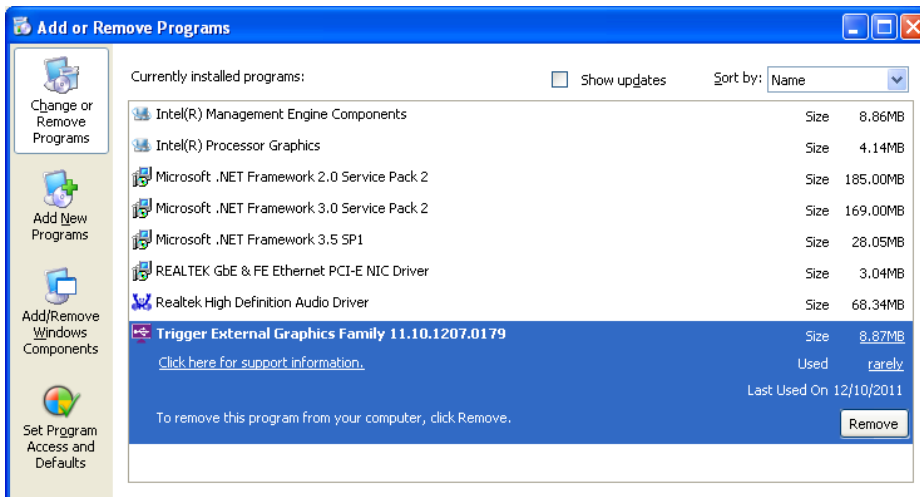 Add or Remove Programs
Change or
Remove
Programs
Add New
Programs
Add/Remove
Windows
Components
Set Program
Access and
Defaults
Currently installed programs:
Show updates
Sort by: Name
Intel(R) Management Engine Components Size 8.86MB
Intel(R) Processor Graphics Size 4.14MB
Microsoft .NET Framework 2.0 Service Pack 2 Size 185.00MB
Microsoft .NET Framework 3.0 Service Pack 2 Size 169.00MB
Microsoft .NET Framework 3.5 SP1 Size 28.05MB
REALTEK GbE & FE Ethernet PCI-E NIC Driver Size 3.04MB
Realtek High Definition Audio Driver Size 68.34MB
Trigger External Graphics Family 11.10.1207.0179 Size 8.87MB
Click here for support information. Used rarely
Last Used On 12/10/2011
To remove this program from your computer, click Remove. Remove